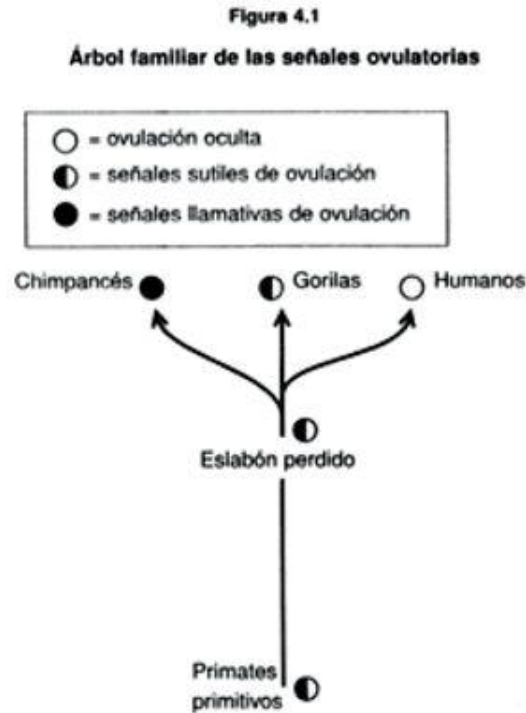 Figura 4.1
Árbol familiar de las señales ovulatorias
= ovulación oculta
= señales sutiles de ovulación
= señales llamativas de ovulación
Chimpancés
Gorilas
Humanos
Eslabón perdido
Primates
primitivos